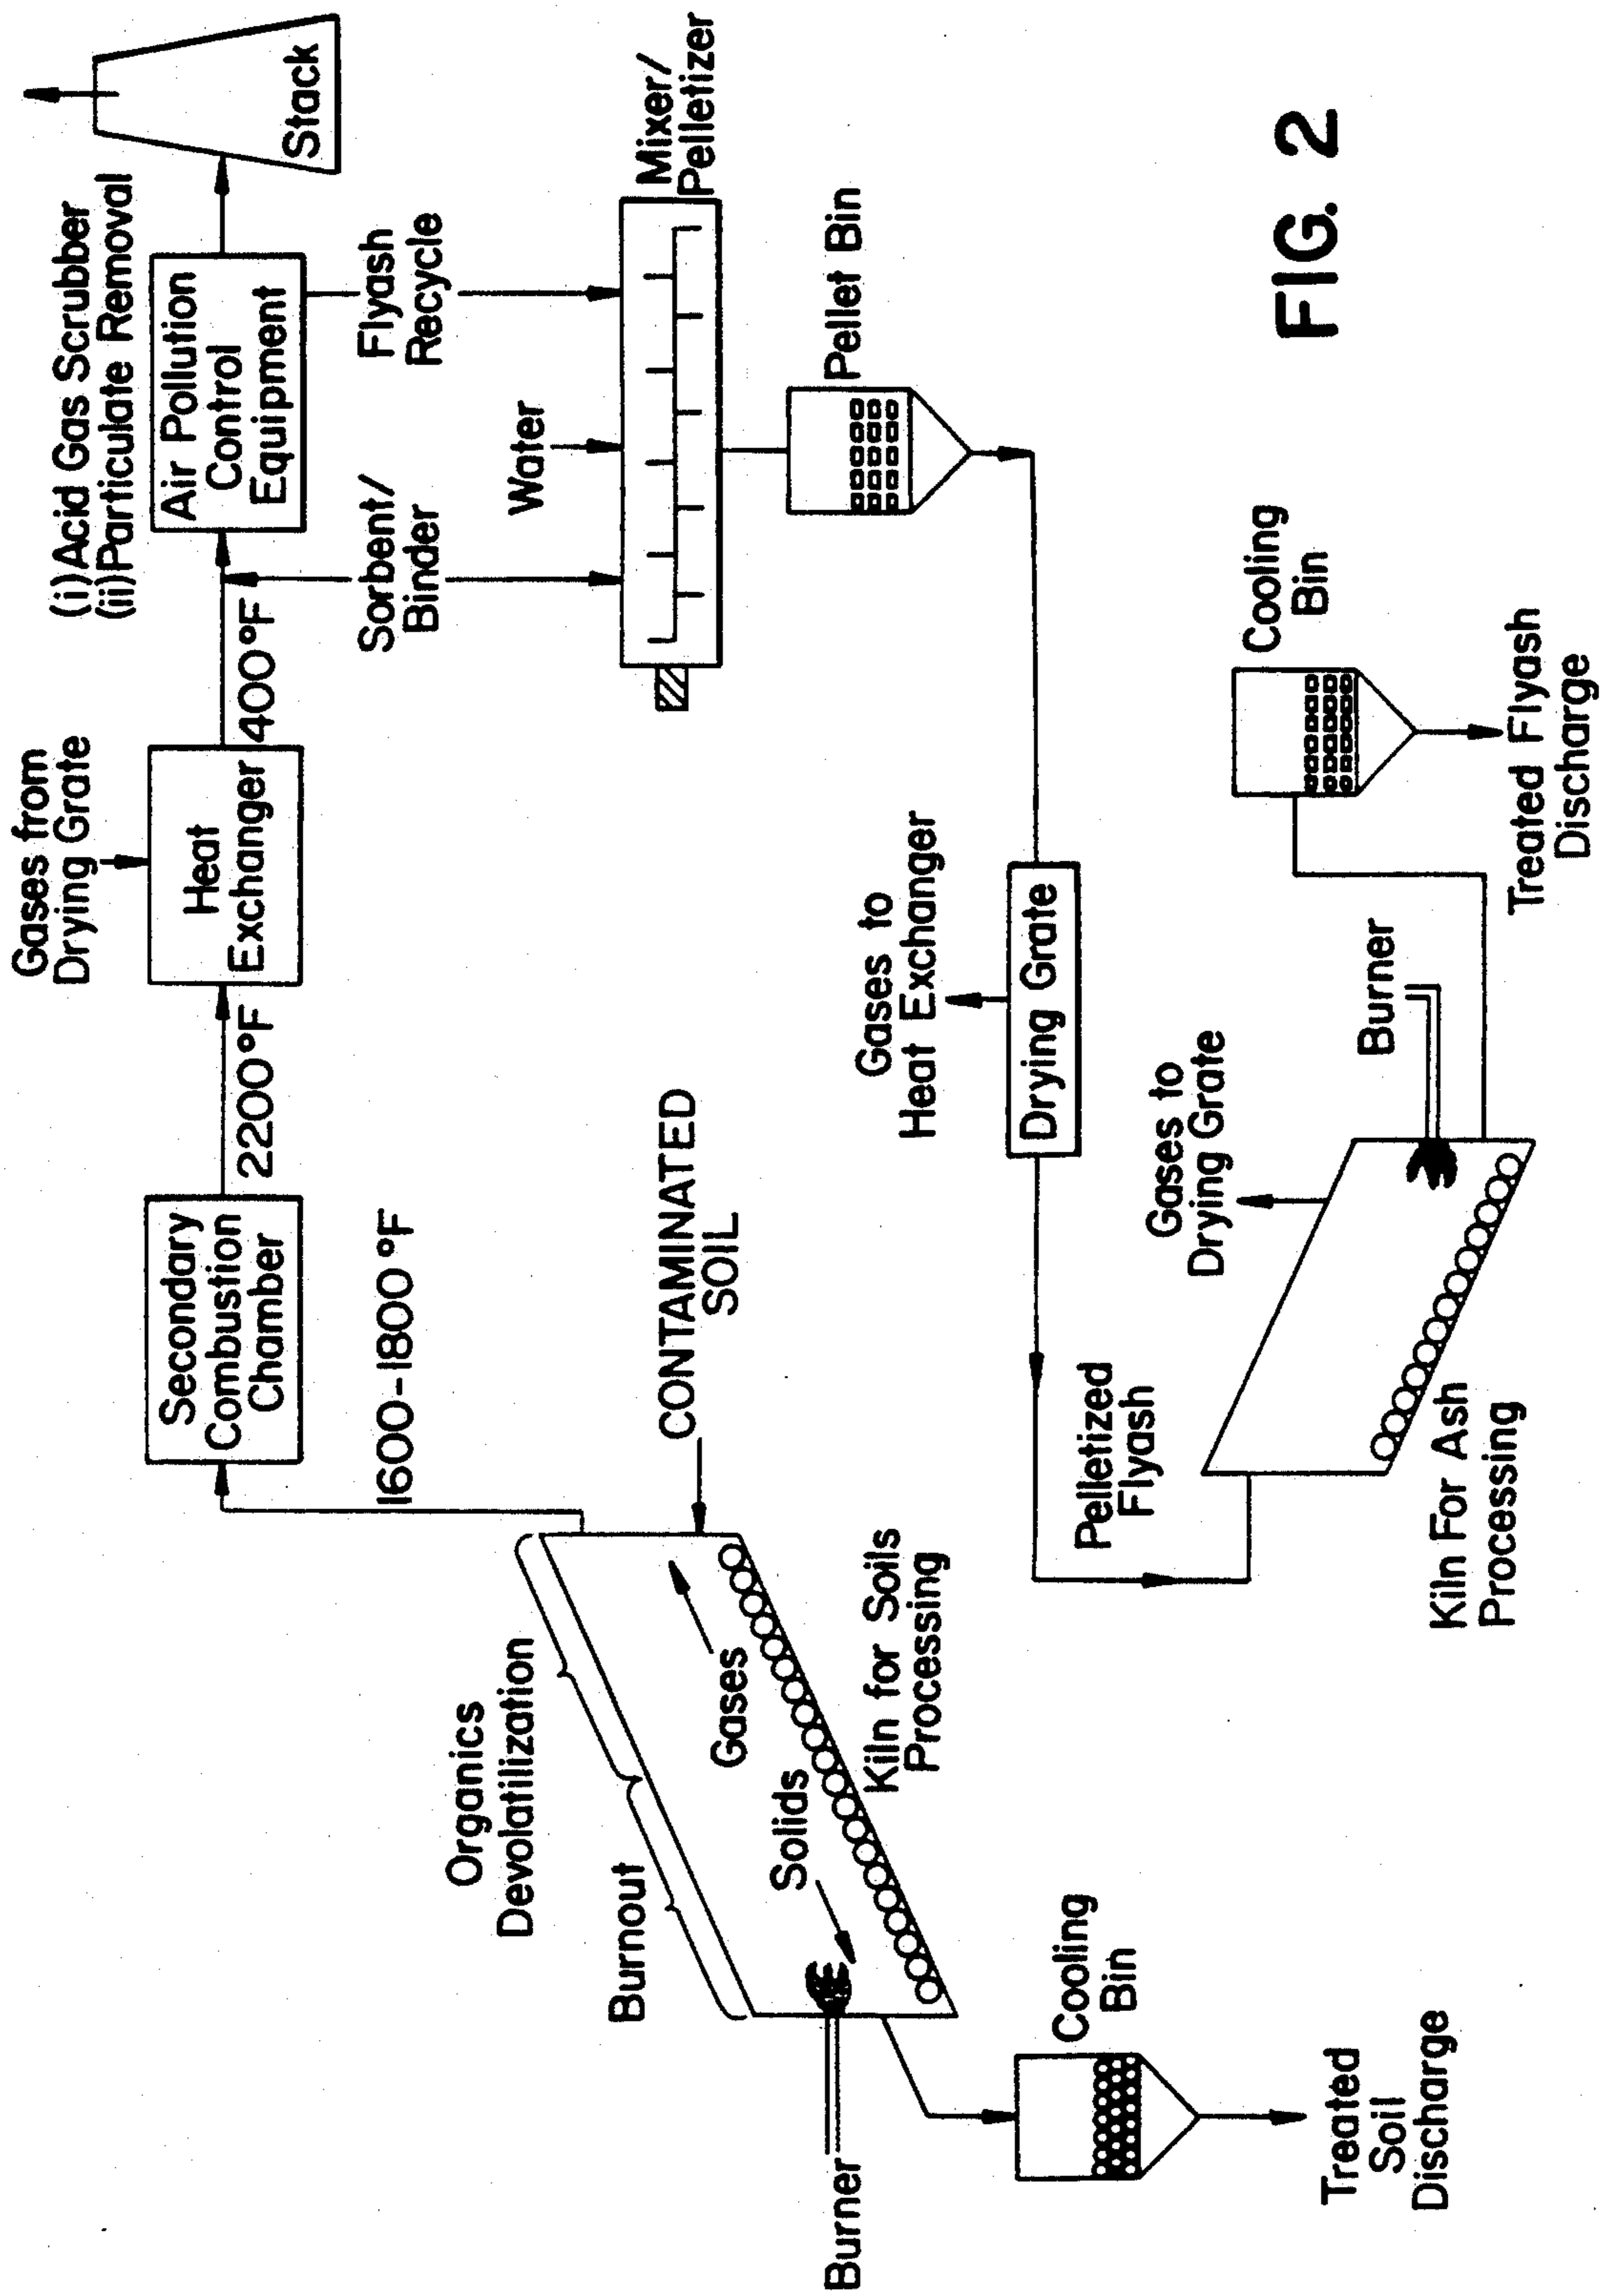 Gases from
Drying Grate
(i)Acid Gas Scrubber
(ii)Particulate Removal
Secondary
Combustion
Chamber
2200°F
Heat
Exchanger
400°F
Air Pollution
Control
Equipment
Stack
1600-1800°F
Sorbent/
Binder
Flyash
Recycle
Water
Mixer/
Pelletizer
Organics
Devolatilization
Burnout
CONTAMINATED
SOIL
Gases
Solids
Burner
Kiln for Soils
Processing
Pellet Bin
Gases to
Heat Exchanger
Drying Grate
Cooling
Bin
Treated
Soil
Discharge
Pelletized
Flyash
Gases to
Drying Grate
Burner
Kiln For Ash
Processing
Cooling
Bin
Treated Flyash
Discharge
FIG. 2